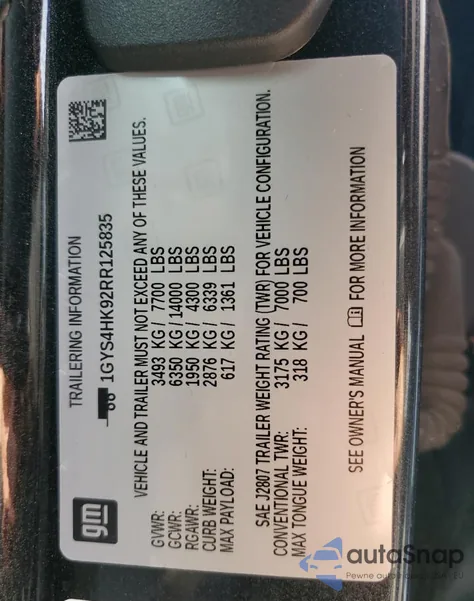 gm
TRAILERING INFORMATION
1GYS4HK92RR125835
VEHICLE AND TRAILER MUST NOT EXCEED ANY OF THESE VALUES.
GVWR: 3493 KG / 7700 LBS
GCWR: 6350 KG / 14000 LBS
RGAWR: 1950 KG / 4300 LBS
CURB WEIGHT: 2876 KG / 6339 LBS
MAX PAYLOAD: 617 KG / 1361 LBS
SAE J2807 TRAILER WEIGHT RATING (TWR) FOR VEHICLE CONFIGURATION.
CONVENTIONAL TWR: 3175 KG / 7000 LBS
MAX TONGUE WEIGHT: 318 KG / 700 LBS
SEE OWNER'S MANUAL FOR MORE INFORMATION
autoSnap
Pewne auto